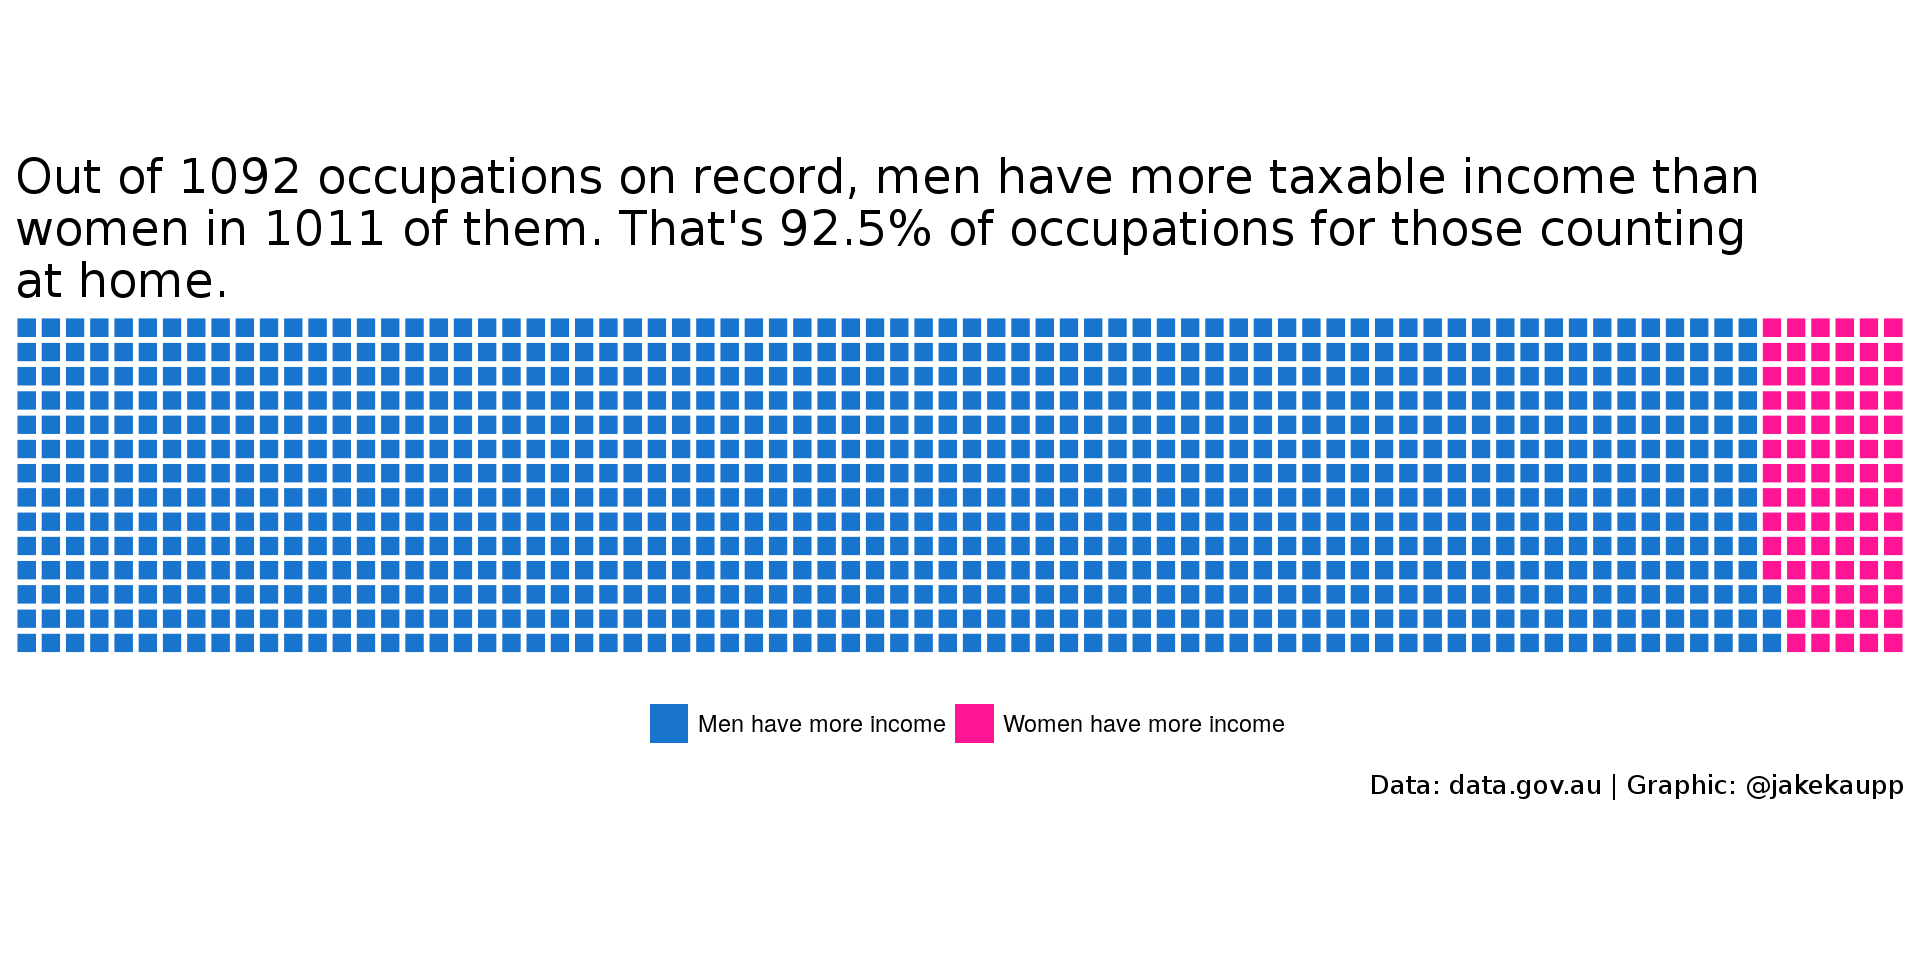 Out of 1092 occupations on record, men have more taxable income than
women in 1011 of them. That's 92.5% of occupations for those counting
at home.
Men have more income
Women have more income
Data: data.gov.au | Graphic: @jakekaupp